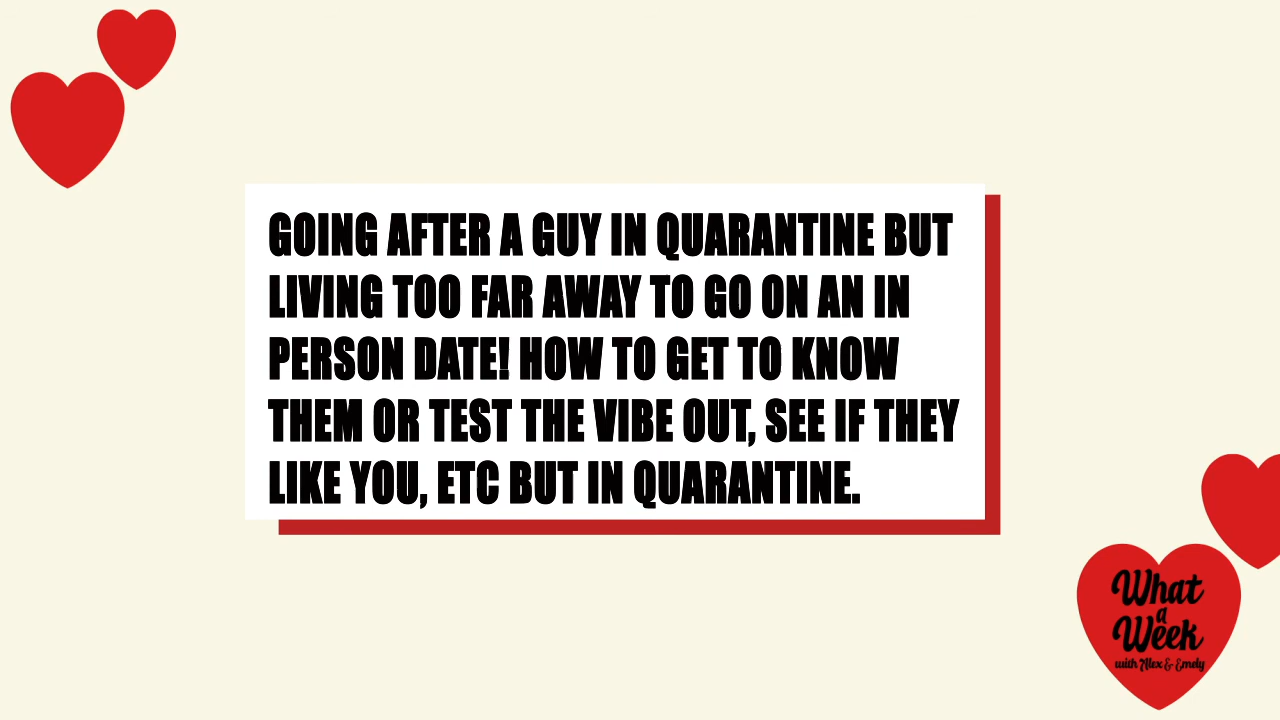 GOING AFTER A GUY IN QUARANTINE BUT
LIVING TOO FAR AWAY TO GO ON AN IN
PERSON DATE! HOW TO GET TO KNOW
THEM OR TEST THE VIBE OUT, SEE IF THEY
LIKE YOU, ETC BUT IN QUARANTINE.
What
a
Week
with Alex & Emely